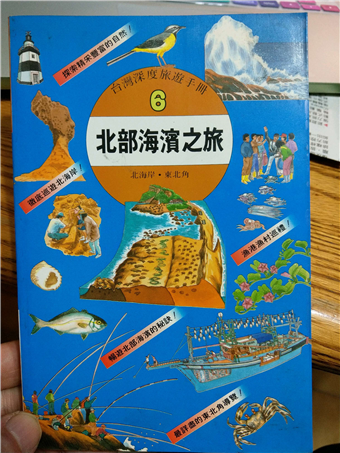 探索精采豐富的自然！
台灣深度旅遊手冊
6
北部海濱之旅
北海岸・東北角
徹底巡遊北海岸！
漁港漁村巡禮！
暢遊北部海濱的秘訣！
最詳盡的東北角導覽！